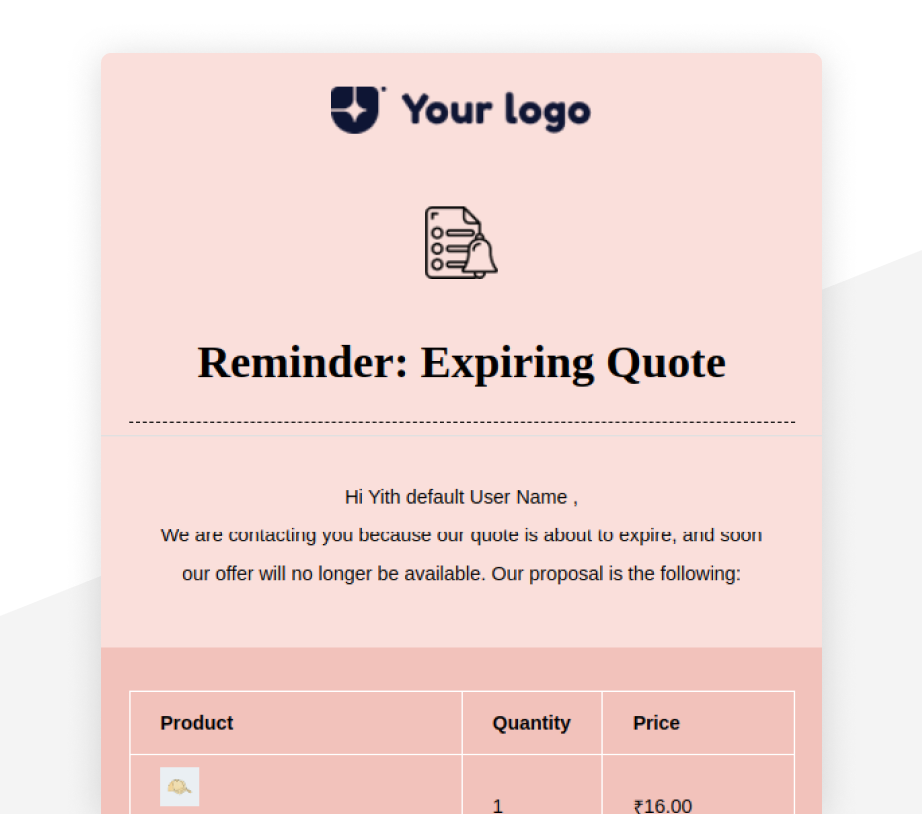 Your logo
Reminder: Expiring Quote
Hi Yith default User Name ,
We are contacting you because our quote is about to expire, and soon
our offer will no longer be available. Our proposal is the following:
Product Quantity Price
1 ₹16.00